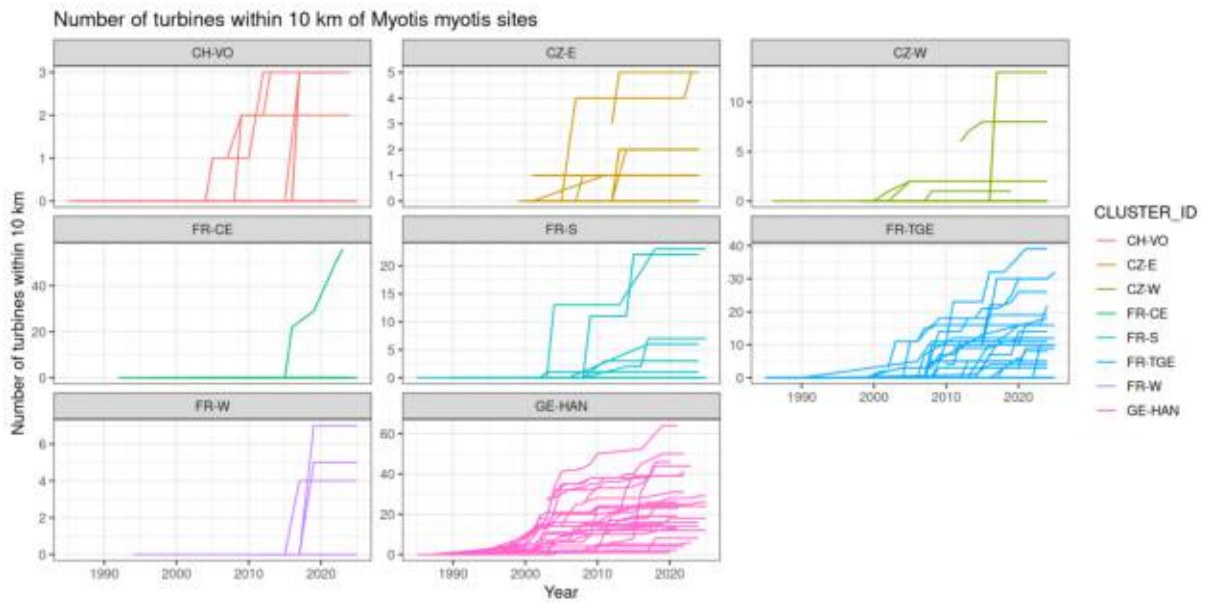 Number of turbines within 10 km of Myotis myotis sites
CH-VO
CZ-E
CZ-W
3
2
1
0
5
4
3
2
1
0
10
5
0
FR-CE
FR-S
FR-TGE
40
20
0
20
15
10
5
0
40
30
20
10
0
1990
2000
2010
2020
FR-W
GE-HAN
6
4
2
0
60
40
20
0
1990
2000
2010
2020
1990
2000
2010
2020
Number of turbines within 10 km
Year
CLUSTER_ID
CH-VO
CZ-E
CZ-W
FR-CE
FR-S
FR-TGE
FR-W
GE-HAN